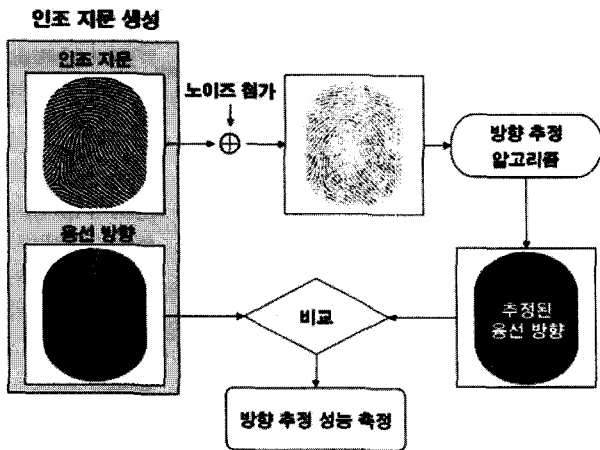 인조 지문 생성
인조 지문
노이즈 첨가
방향 추정
알고리즘
융선 방향
비교
추정된
융선 방향
방향 추정 성능 측정